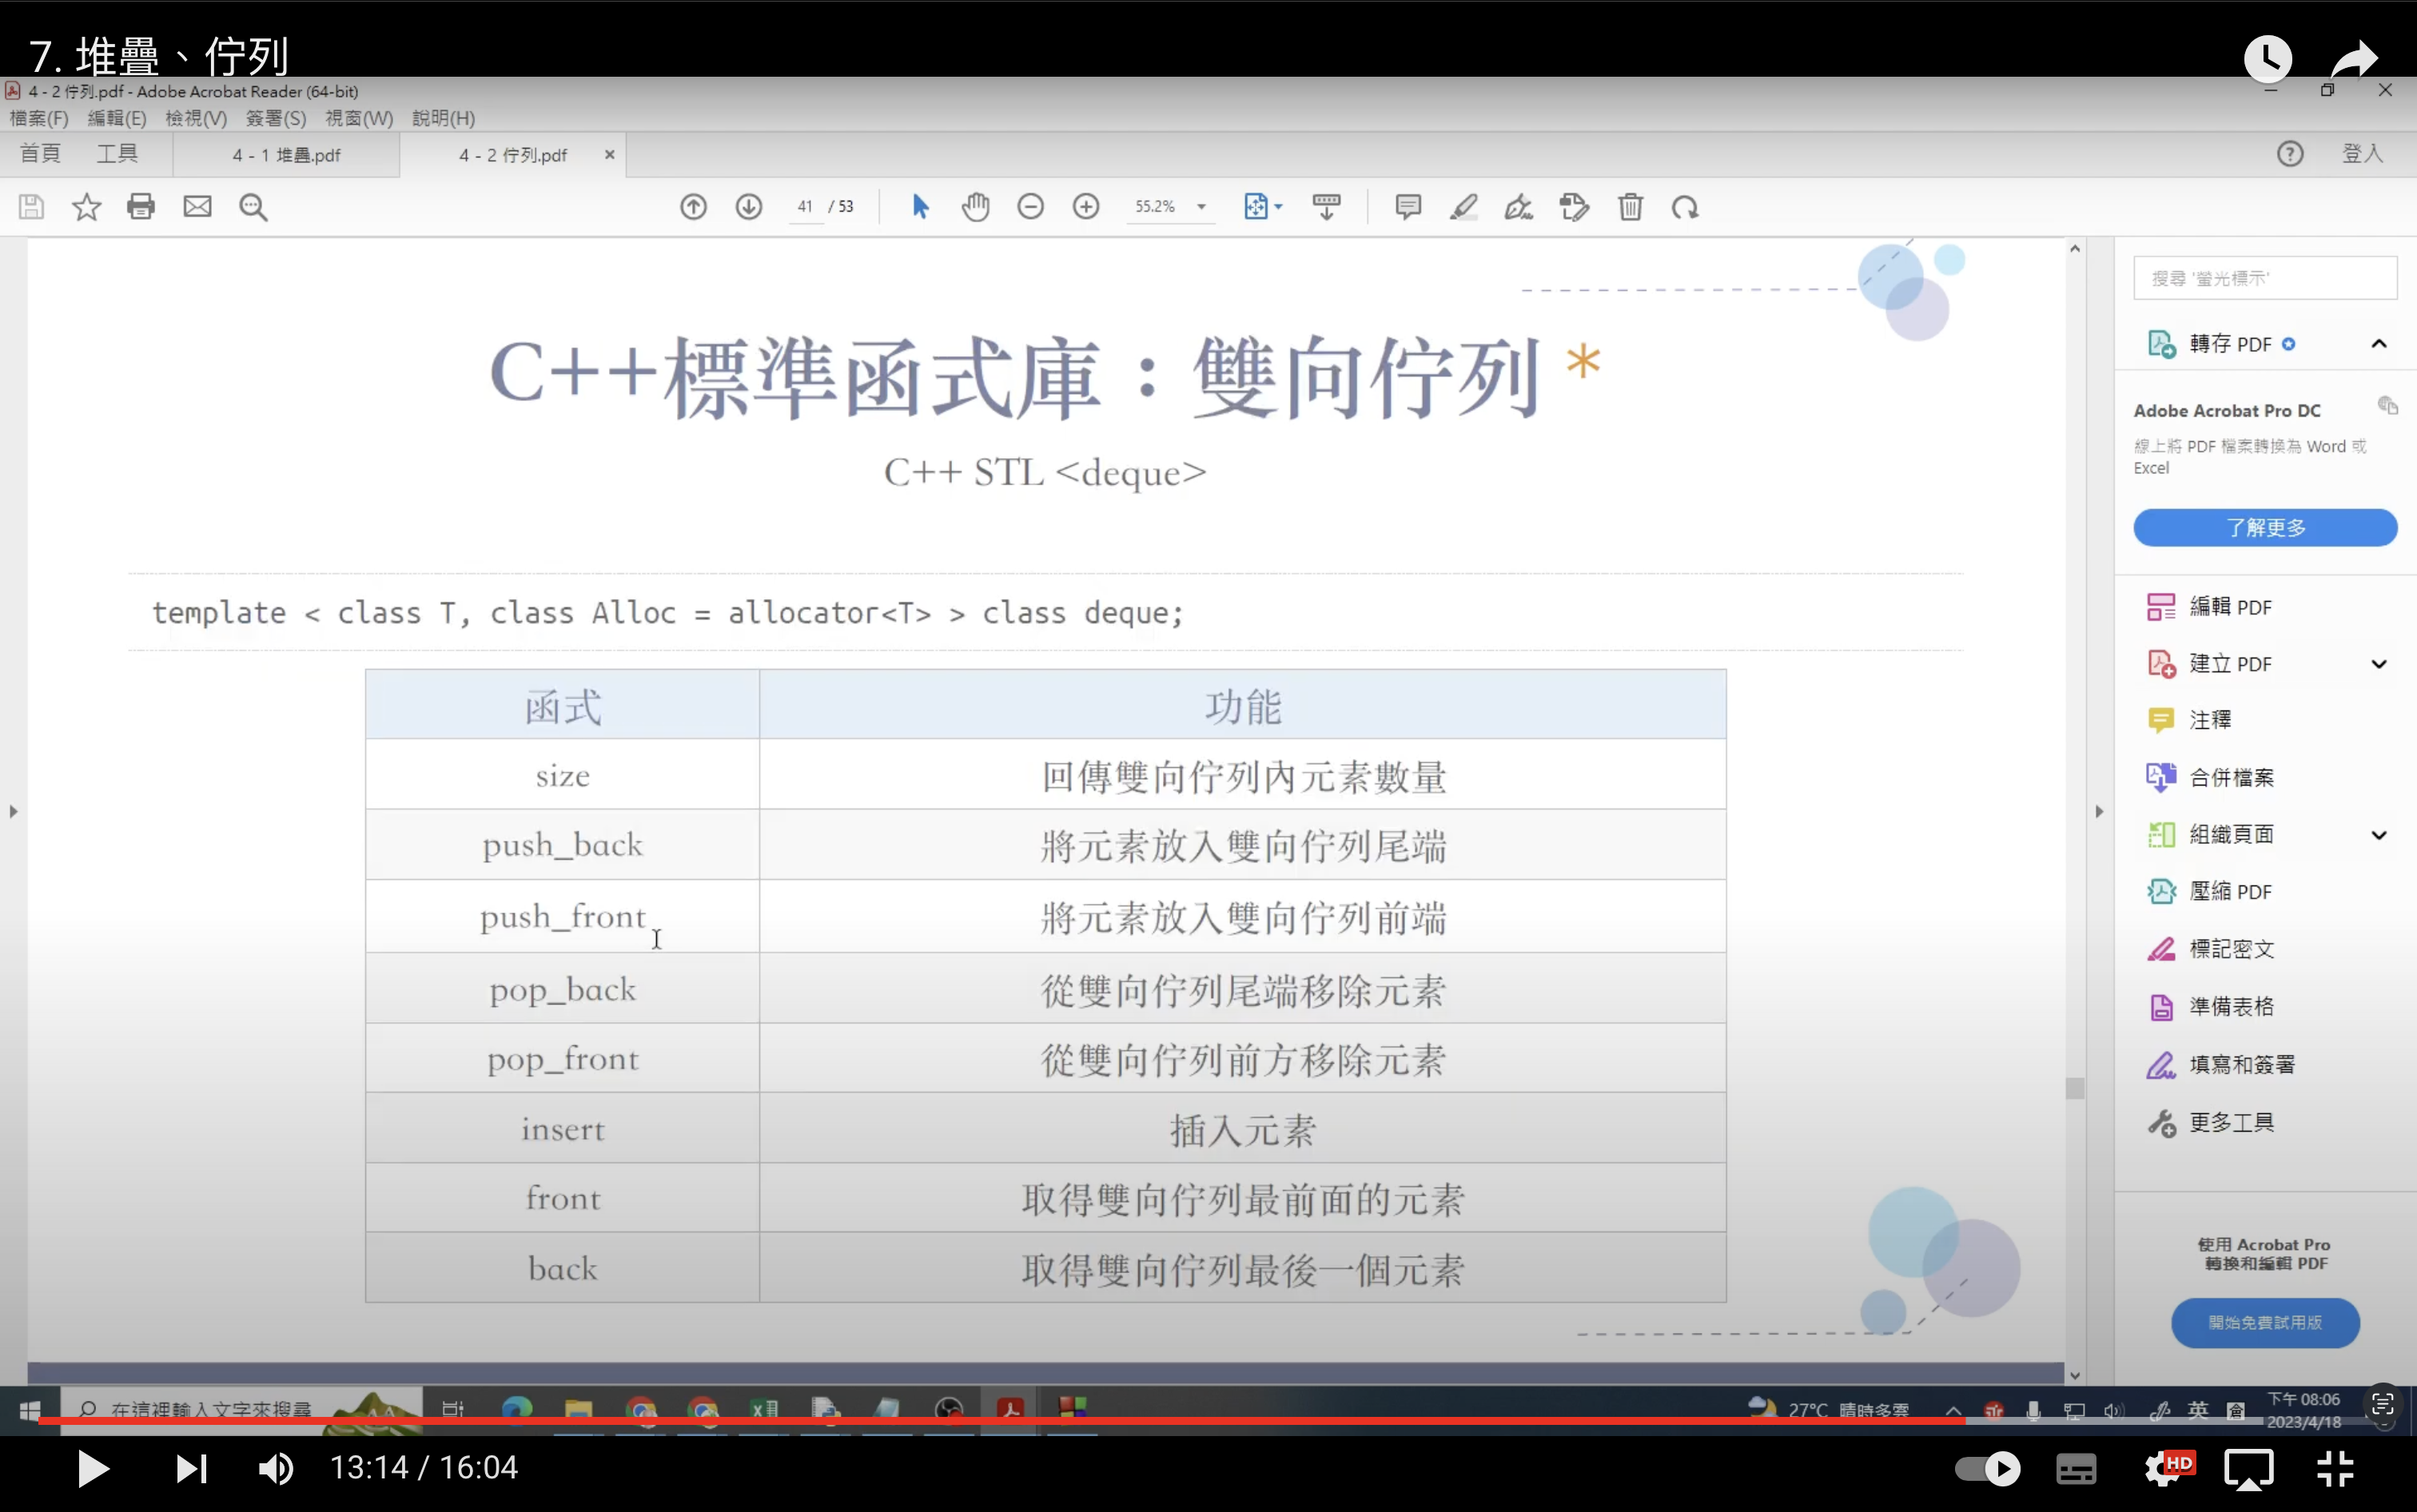 7. 堆疊、佇列
4 - 2 佇列.pdf - Adobe Acrobat Reader (64-bit)
檔案(F) 編輯(E) 檢視(V) 簽署(S) 視窗(W) 說明(H)
首頁 工具 4 - 1 堆疊.pdf 4 - 2 佇列.pdf × ? 登入
41 / 53 55.2%
C++標準函式庫：雙向佇列 *
C++ STL <deque>
template < class T, class Alloc = allocator<T> > class deque;
函式 功能
size 回傳雙向佇列內元素數量
push_back 將元素放入雙向佇列尾端
push_front 將元素放入雙向佇列前端
pop_back 從雙向佇列尾端移除元素
pop_front 從雙向佇列前方移除元素
insert 插入元素
front 取得雙向佇列最前面的元素
back 取得雙向佇列最後一個元素
搜尋 '螢光標示'
轉存 PDF
Adobe Acrobat Pro DC
線上將 PDF 檔案轉換為 Word 或
Excel
了解更多
編輯 PDF
建立 PDF
注釋
合併檔案
組織頁面
壓縮 PDF
標記密文
準備表格
填寫和簽署
更多工具
使用 Acrobat Pro
轉換和編輯 PDF
開始免費試用版
在這裡輸入文字來搜尋
27°C 晴時多雲
英
下午 08:06
2023/4/18
13:14 / 16:04
HD